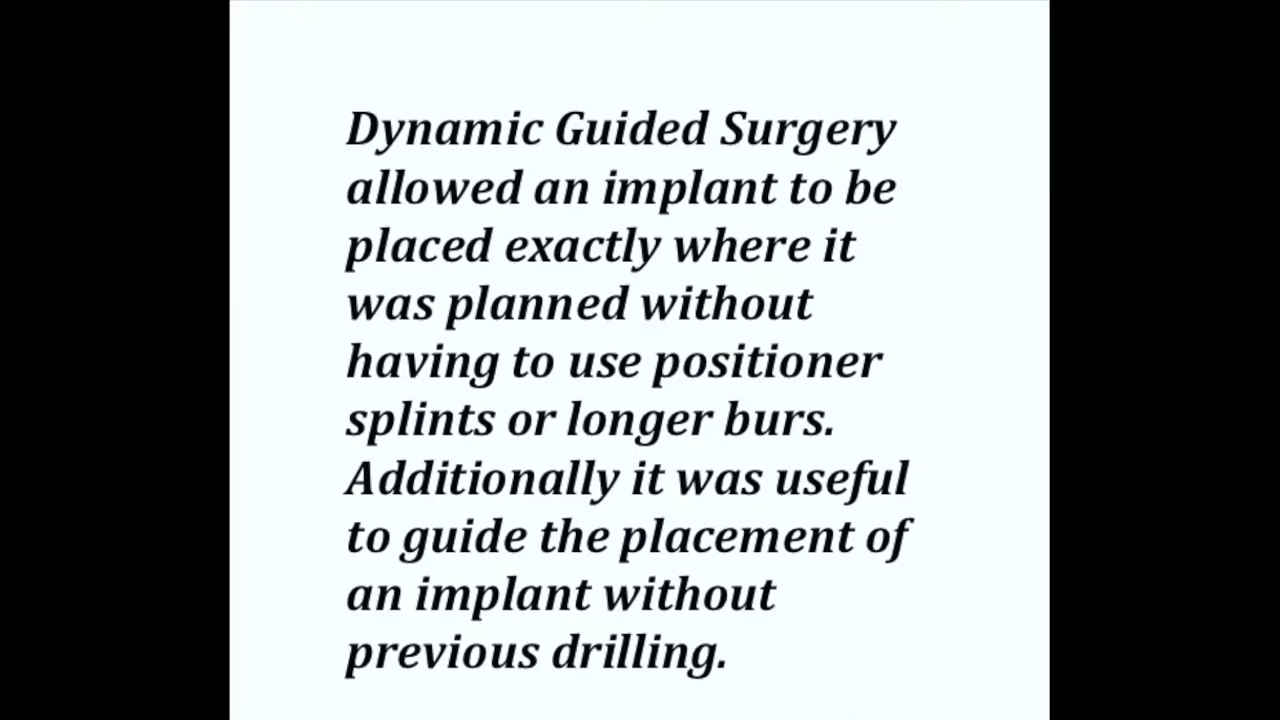 Dynamic Guided Surgery
allowed an implant to be
placed exactly where it
was planned without
having to use positioner
splints or longer burs.
Additionally it was useful
to guide the placement of
an implant without
previous drilling.